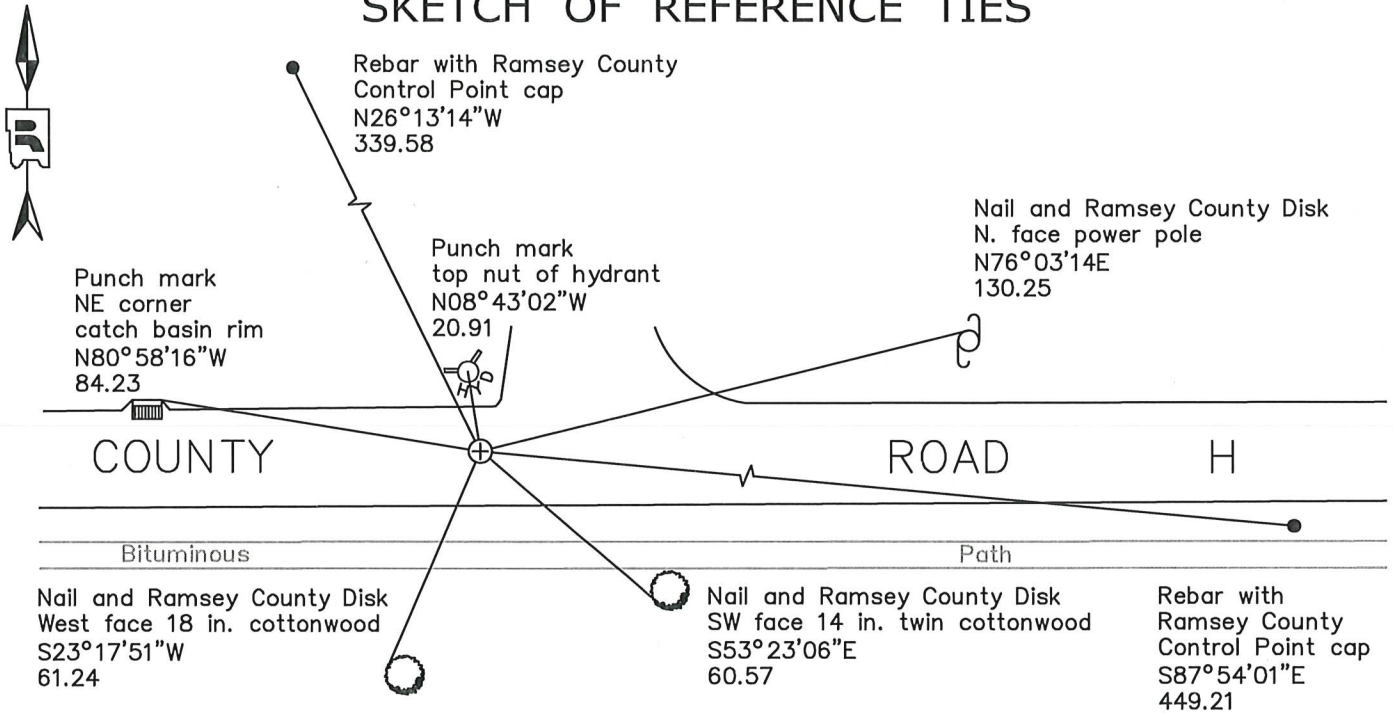 SKETCH OF REFERENCE TIES
Rebar with Ramsey County
Control Point cap
N26°13'14"W
339.58
R
Nail and Ramsey County Disk
N. face power pole
N76°03'14E
130.25
Punch mark
top nut of hydrant
N08°43'02"W
20.91
Punch mark
NE corner
catch basin rim
N80°58'16"W
84.23
HYD
COUNTY ROAD H
Bituminous Path
Nail and Ramsey County Disk
West face 18 in. cottonwood
S23°17'51"W
61.24
Nail and Ramsey County Disk
SW face 14 in. twin cottonwood
S53°23'06"E
60.57
Rebar with
Ramsey County
Control Point cap
S87°54'01"E
449.21